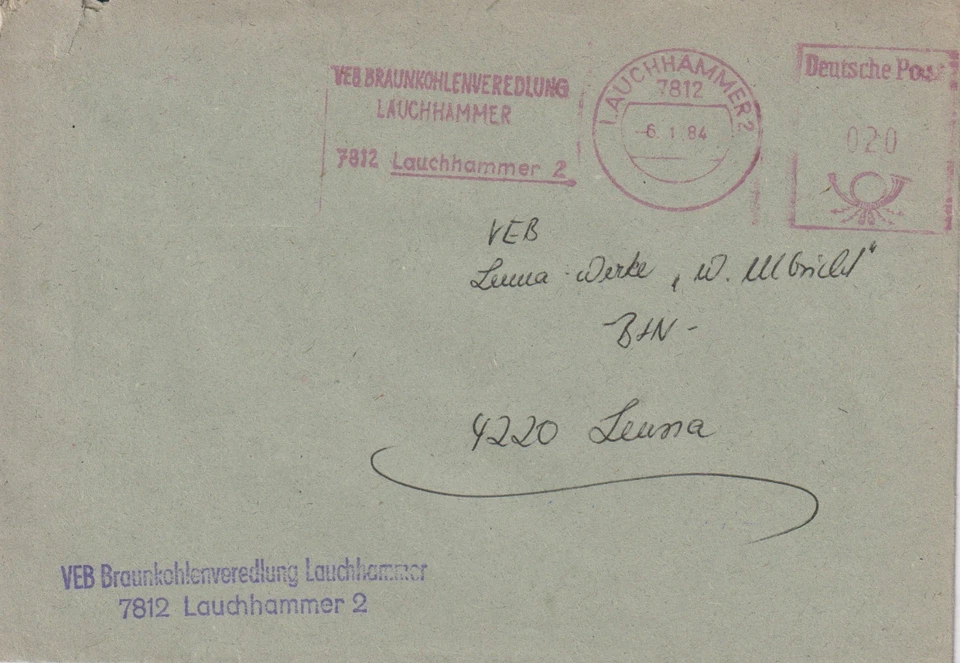 VEB BRAUNKOHLENVEREDLUNG
LAUCHHAMMER
7812 Lauchhammer 2
LAUCHHAMMER 2
7812
-6. 1. 84
Deutsche Post
020
VEB
Leuna-Werke „W. Ulbricht"
- BfN -
4220 Leuna
VEB Braunkohlenveredlung Lauchhammer
7812 Lauchhammer 2